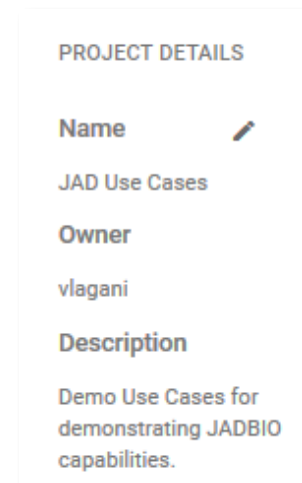 PROJECT DETAILS
Name
JAD Use Cases
Owner
vlagani
Description
Demo Use Cases for
demonstrating JADBIO
capabilities.